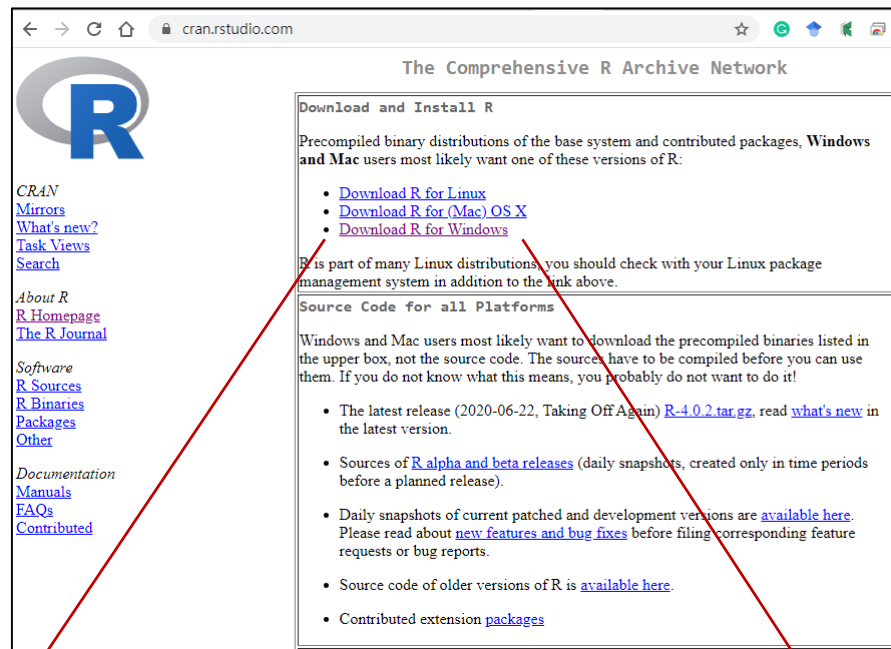 cran.rstudio.com
The Comprehensive R Archive Network
R
CRAN
Mirrors
What's new?
Task Views
Search
About R
R Homepage
The R Journal
Software
R Sources
R Binaries
Packages
Other
Documentation
Manuals
FAQs
Contributed
Download and Install R
Precompiled binary distributions of the base system and contributed packages, Windows
and Mac users most likely want one of these versions of R:
• Download R for Linux
• Download R for (Mac) OS X
• Download R for Windows
R is part of many Linux distributions, you should check with your Linux package
management system in addition to the link above.
Source Code for all Platforms
Windows and Mac users most likely want to download the precompiled binaries listed in
the upper box, not the source code. The sources have to be compiled before you can use
them. If you do not know what this means, you probably do not want to do it!
• The latest release (2020-06-22, Taking Off Again) R-4.0.2.tar.gz, read what's new in
the latest version.
• Sources of R alpha and beta releases (daily snapshots, created only in time periods
before a planned release).
• Daily snapshots of current patched and development versions are available here.
Please read about new features and bug fixes before filing corresponding feature
requests or bug reports.
• Source code of older versions of R is available here.
• Contributed extension packages